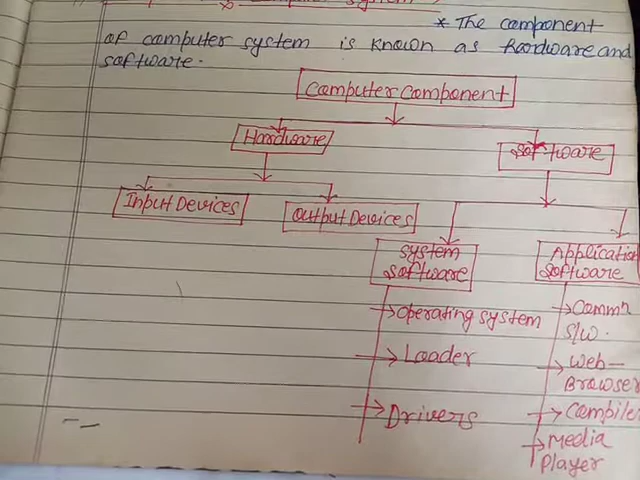 * The component
of computer system is known as hardware and
software.
Computer Component
Hardware
Software
Input Devices
Output Devices
System
Software
Application
Software
Operating system
Loader
Drivers
Commn
S/W.
Web-
Browser
Compiler
Media
Player